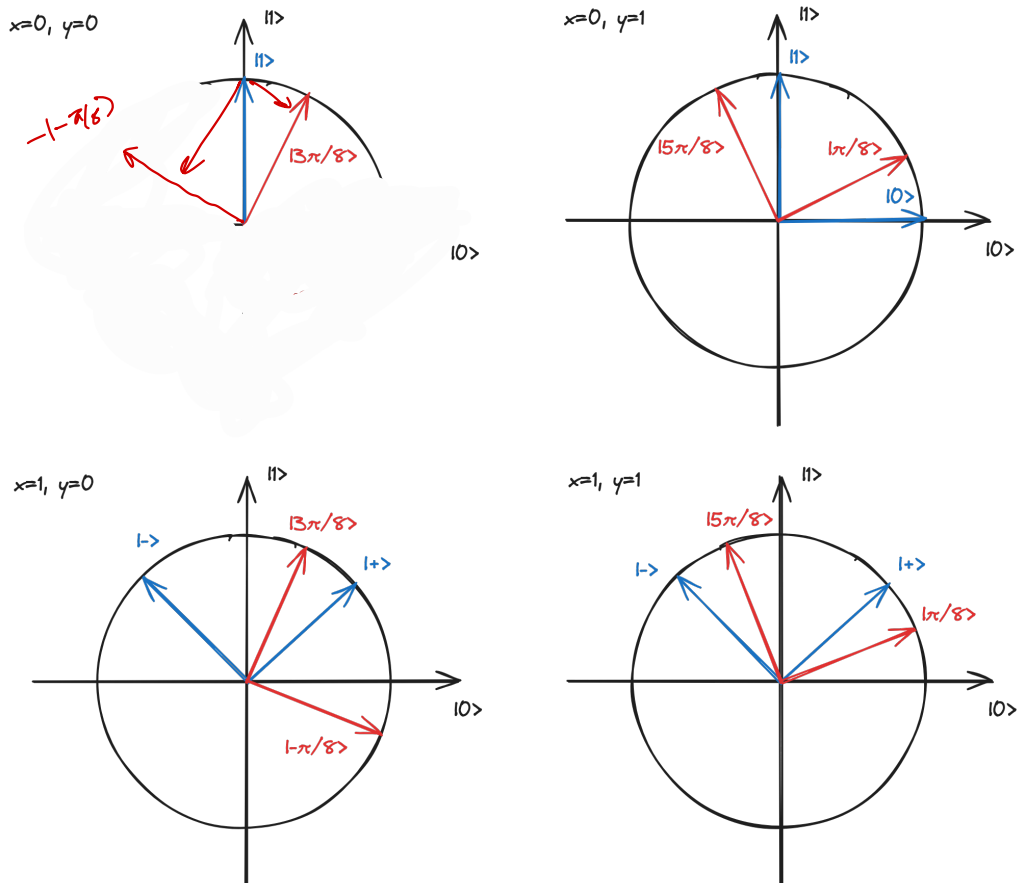 x=0, y=0
|1>
|1>
-|-π/8>
|3π/8>
|0>
x=0, y=1
|1>
|1>
|5π/8>
|π/8>
|0>
|0>
x=1, y=0
|1>
|->
|3π/8>
|+>
|0>
|-π/8>
x=1, y=1
|1>
|5π/8>
|->
|+>
|π/8>
|0>